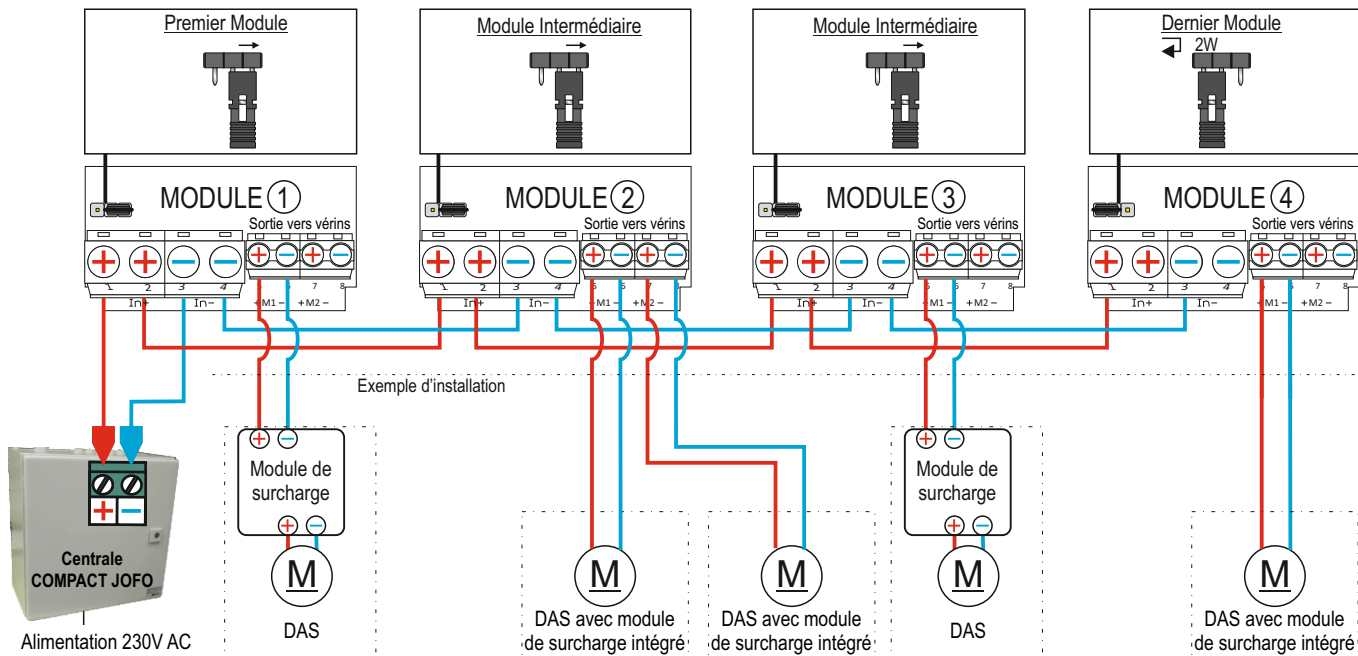 Premier Module
Module Intermédiaire
Module Intermédiaire
Dernier Module
2W
MODULE 1
MODULE 2
MODULE 3
MODULE 4
Sortie vers vérins
Sortie vers vérins
Sortie vers vérins
Sortie vers vérins
+ + − − + − + −
+ + − − + − + −
+ + − − + − + −
+ + − − + − + −
1 2 3 4 7 8
1 2 3 4 5 6 7 8
1 2 3 4 5 6 7 8
1 2 3 4 7 8
In+ In− +M1 − +M2 −
In+ In− +M1 − +M2 −
In+ In− +M1 − +M2 −
In+ In− +M1 − +M2 −
Exemple d'installation
+ −
Centrale
COMPACT JOFO
Alimentation 230V AC
+ −
Module de
surcharge
+ −
M
DAS
M
DAS avec module
de surcharge intégré
M
DAS avec module
de surcharge intégré
+ −
Module de
surcharge
+ −
M
DAS
M
DAS avec module
de surcharge intégré